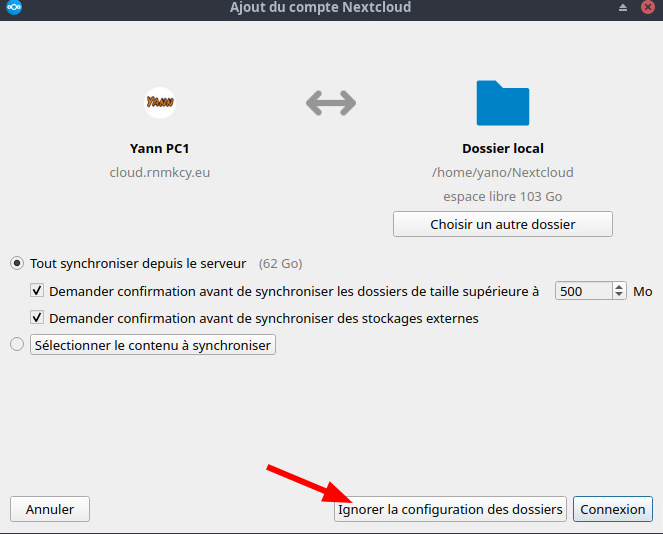 Ajout du compte Nextcloud
YANN
Yann PC1
Dossier local
cloud.rnmkcy.eu
/home/yano/Nextcloud
espace libre 103 Go
Choisir un autre dossier
Tout synchroniser depuis le serveur (62 Go)
Demander confirmation avant de synchroniser les dossiers de taille supérieure à 500 Mo
Demander confirmation avant de synchroniser des stockages externes
Sélectionner le contenu à synchroniser
Annuler Ignorer la configuration des dossiers Connexion